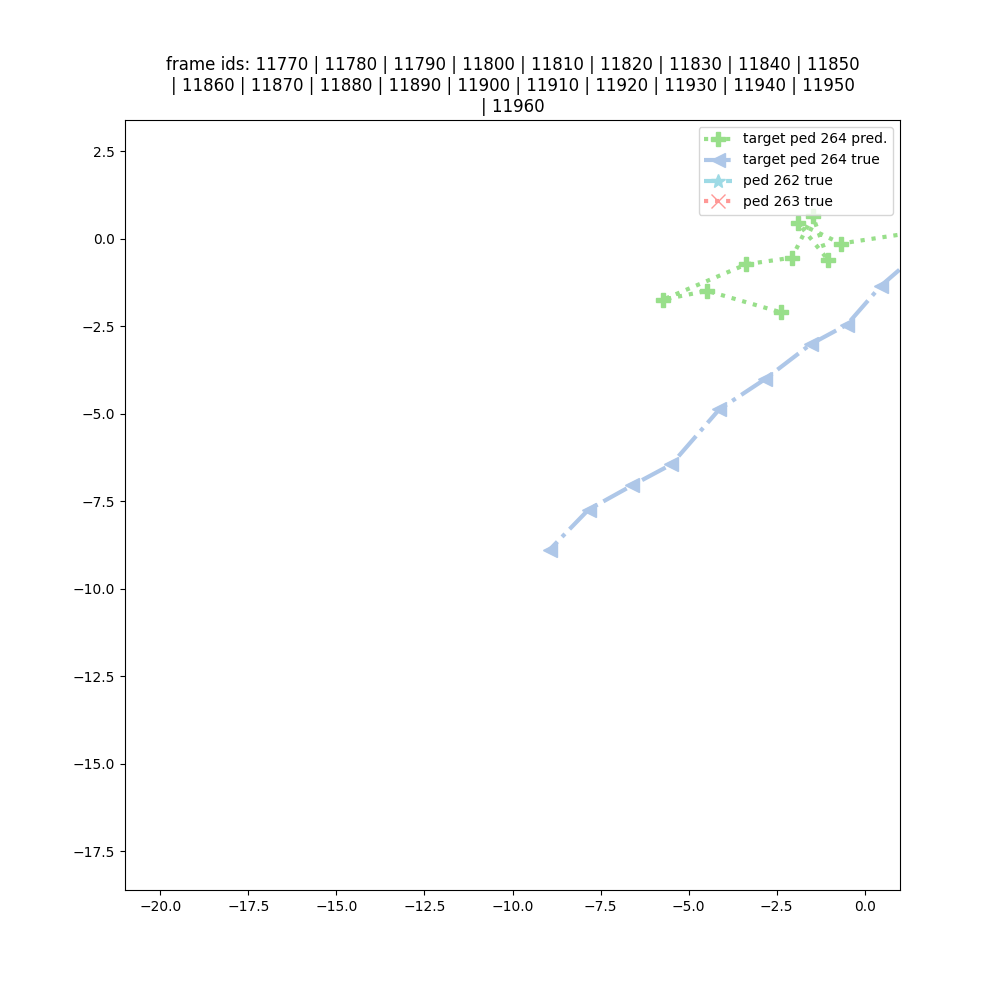 frame ids: 11770 | 11780 | 11790 | 11800 | 11810 | 11820 | 11830 | 11840 | 11850
| 11860 | 11870 | 11880 | 11890 | 11900 | 11910 | 11920 | 11930 | 11940 | 11950
| 11960
target ped 264 pred.
target ped 264 true
ped 262 true
ped 263 true
2.5
0.0
−2.5
−5.0
−7.5
−10.0
−12.5
−15.0
−17.5
−20.0 −17.5 −15.0 −12.5 −10.0 −7.5 −5.0 −2.5 0.0